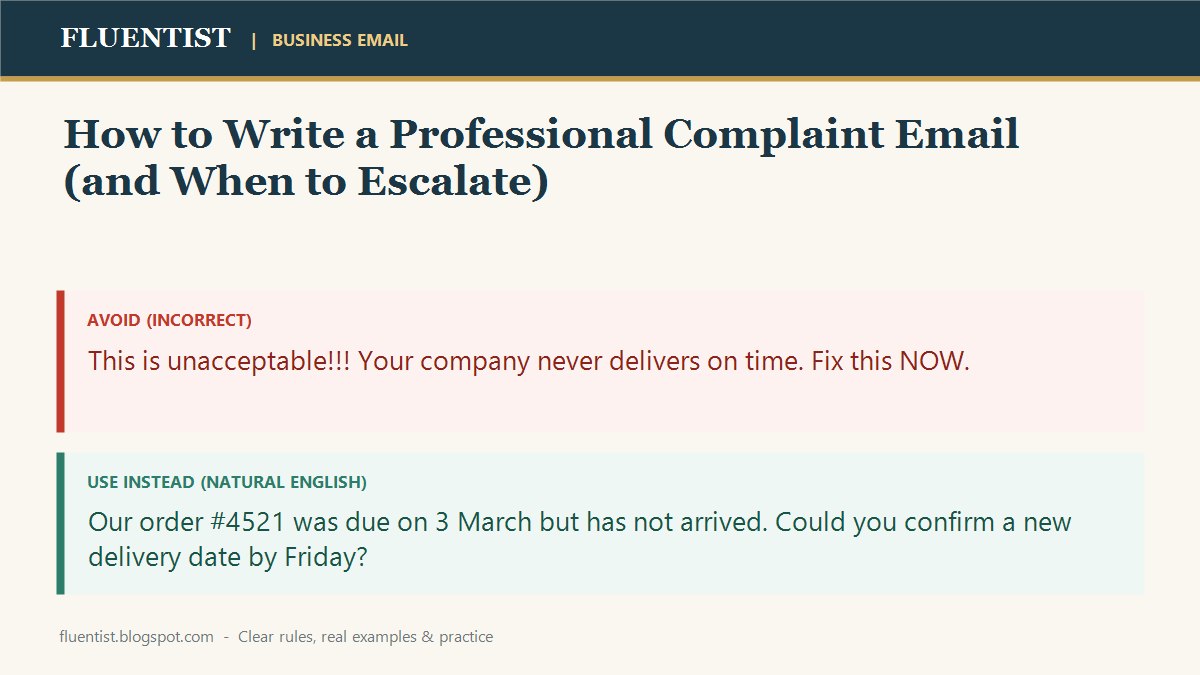 FLUENTIST | BUSINESS EMAIL
How to Write a Professional Complaint Email
(and When to Escalate)
AVOID (INCORRECT)
This is unacceptable!!! Your company never delivers on time. Fix this NOW.
USE INSTEAD (NATURAL ENGLISH)
Our order #4521 was due on 3 March but has not arrived. Could you confirm a new
delivery date by Friday?
fluentist.blogspot.com - Clear rules, real examples & practice